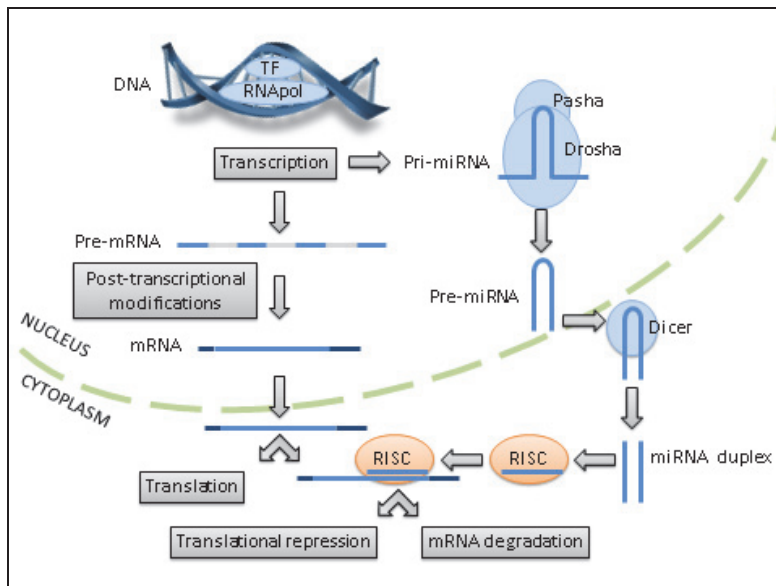 DNA
TF
RNApol
Pasha
Drosha
Transcription
Pri-miRNA
Pre-mRNA
Post-transcriptional
modifications
Pre-miRNA
Dicer
NUCLEUS
mRNA
CYTOPLASM
RISC
RISC
miRNA duplex
Translation
Translational repression
mRNA degradation